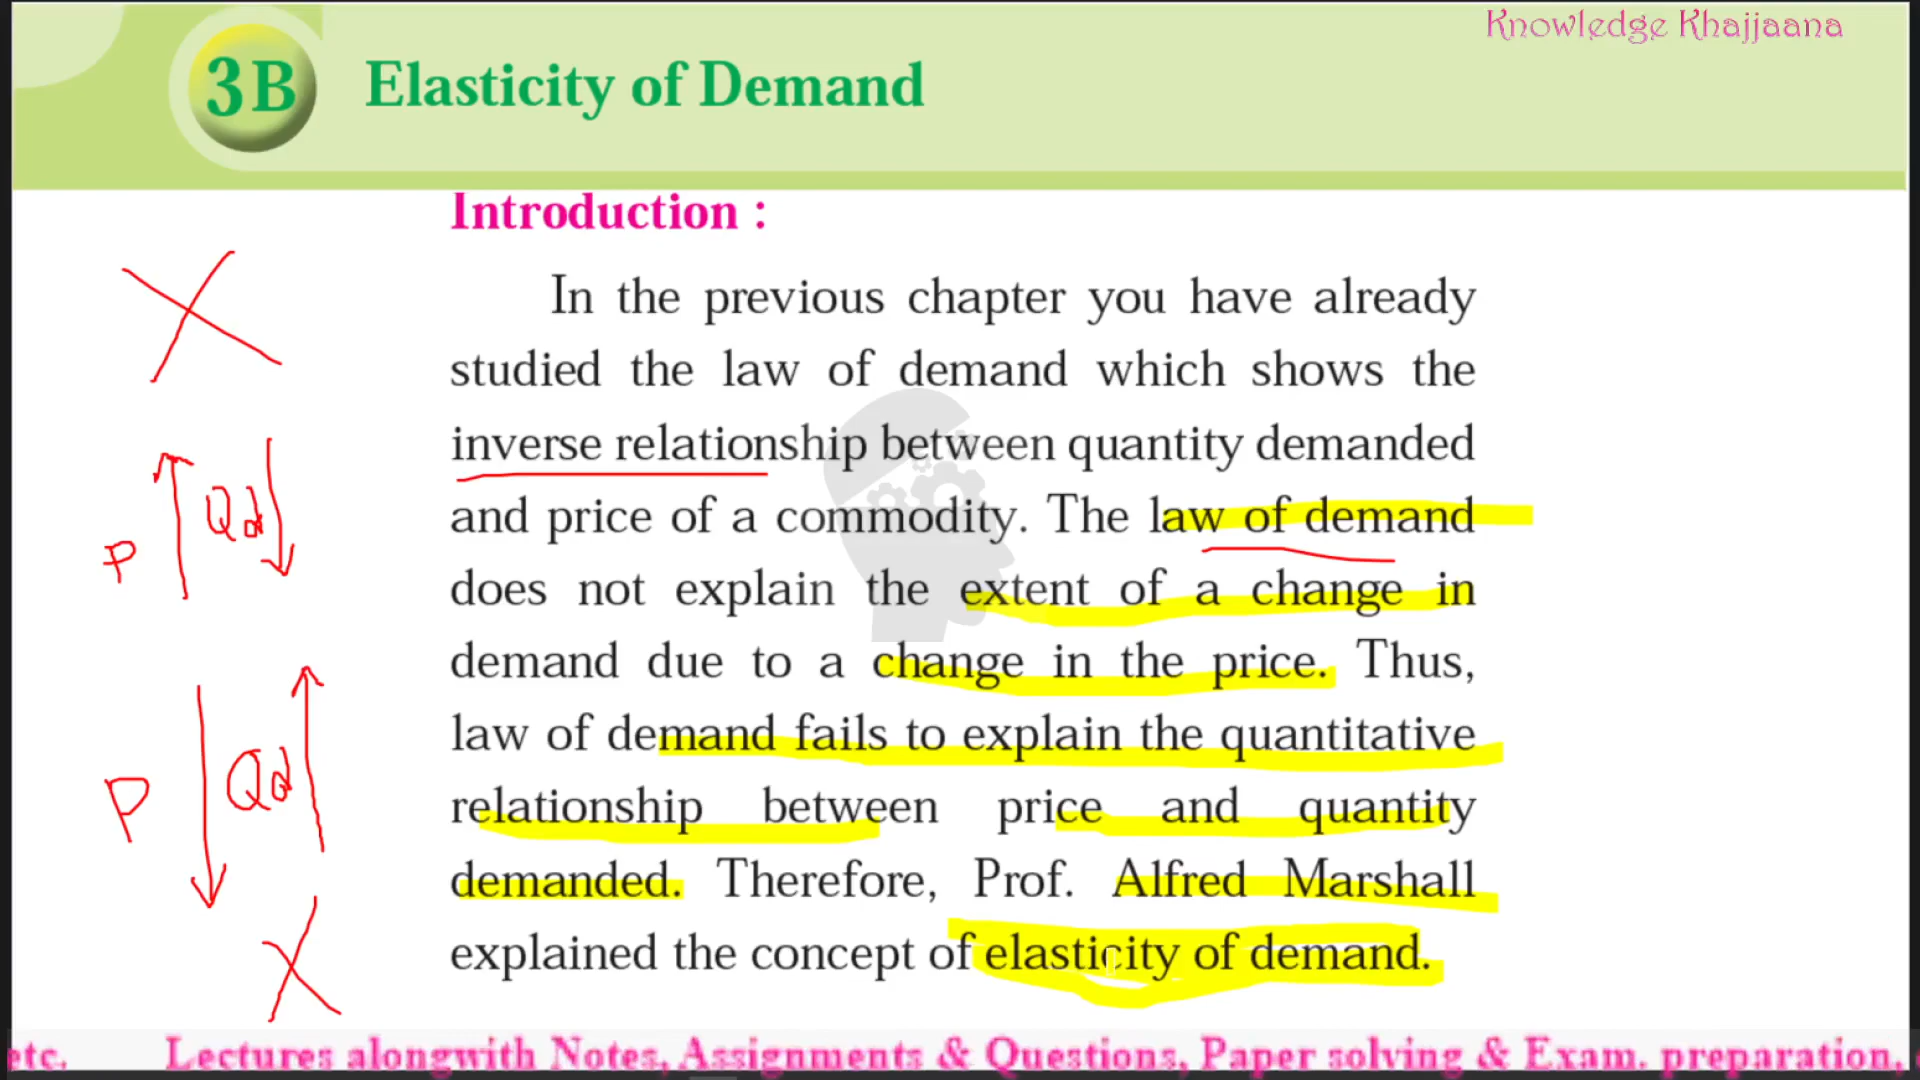 Knowledge Khajjaana
3B Elasticity of Demand
Introduction :
In the previous chapter you have already
studied the law of demand which shows the
inverse relationship between quantity demanded
and price of a commodity. The law of demand
does not explain the extent of a change in
demand due to a change in the price. Thus,
law of demand fails to explain the quantitative
relationship between price and quantity
demanded. Therefore, Prof. Alfred Marshall
explained the concept of elasticity of demand.
P Qd
P Qd
etc. Lectures alongwith Notes, Assignments & Questions, Paper solving & Exam. preparation,